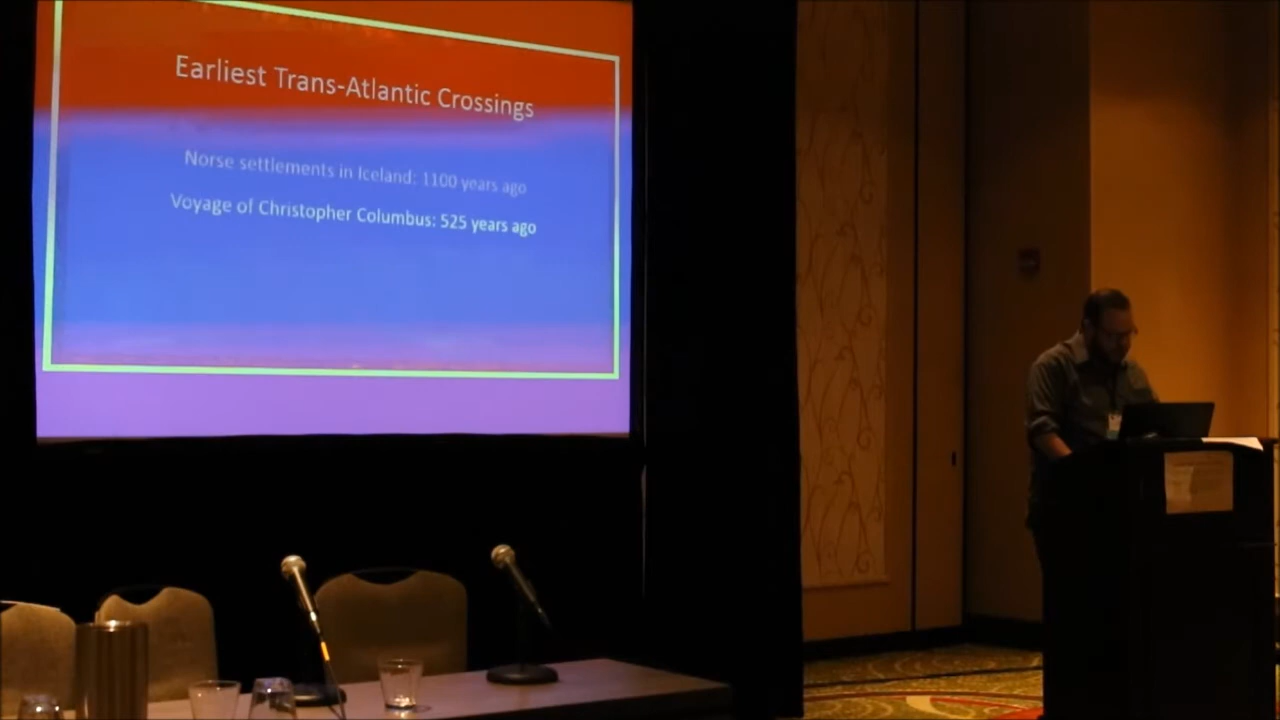 Earliest Trans-Atlantic Crossings
Norse settlements in Iceland: 1100 years ago
Voyage of Christopher Columbus: 525 years ago